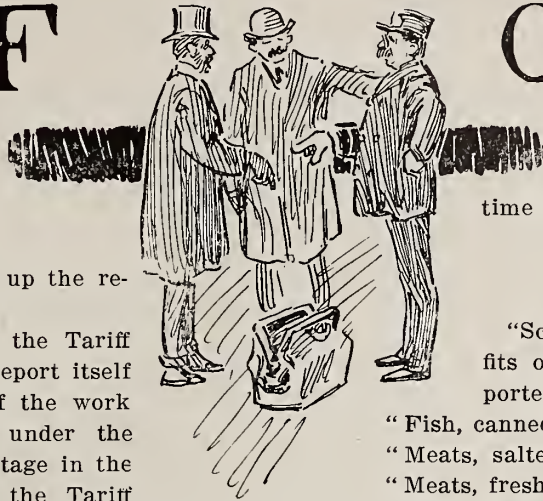 F
up the re-
the Tariff
eport itself
f the work
under the
tage in the
the Tariff
time
"So
fits o
porte
" Fish, canned
" Meats, salte
" Meats, fresh